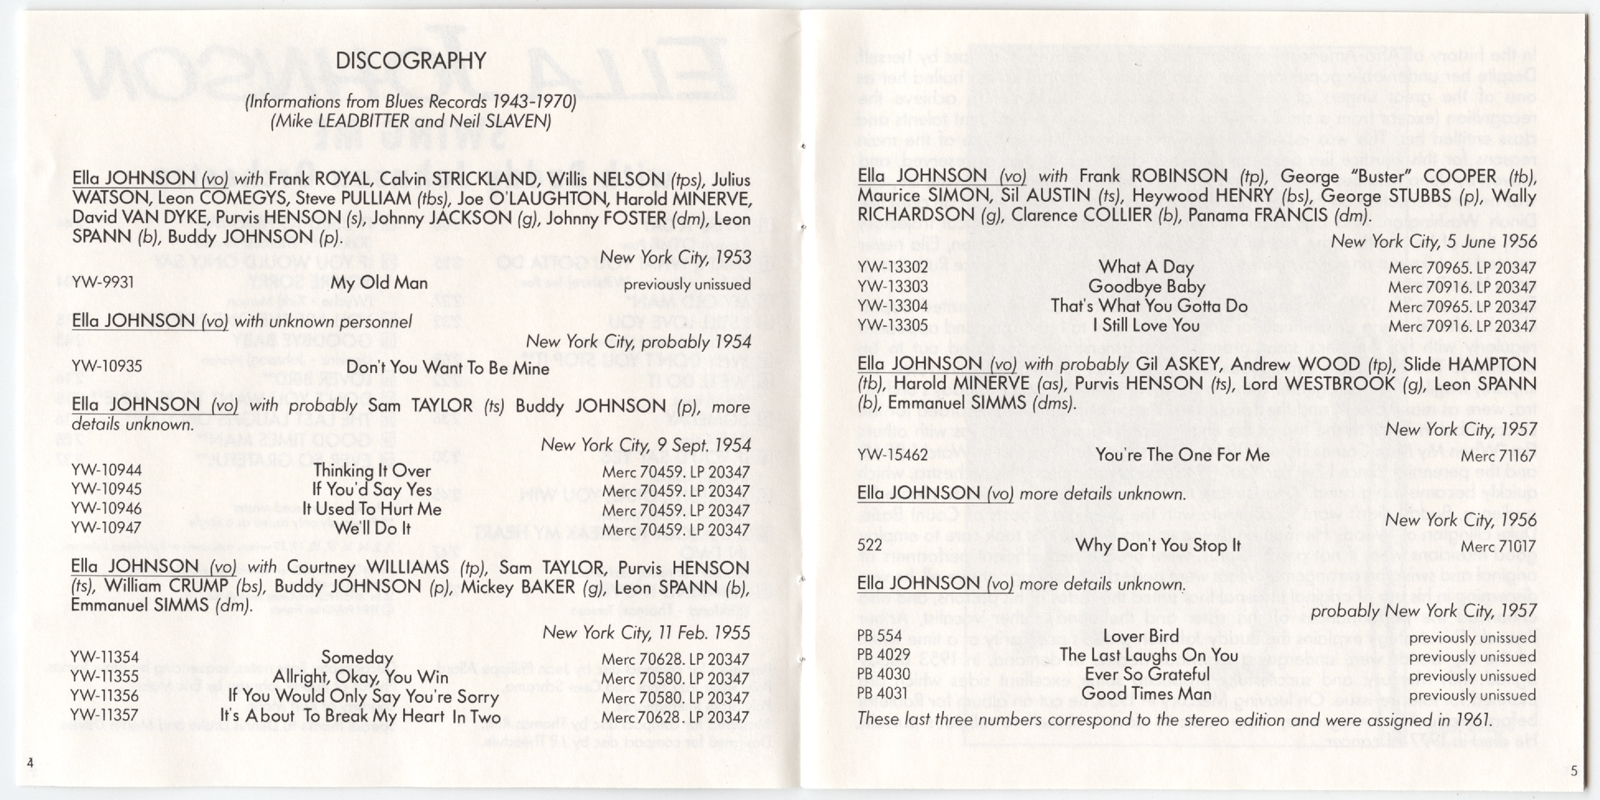 DISCOGRAPHY
(Informations from Blues Records 1943-1970)
(Mike LEADBITTER and Neil SLAVEN)
Ella JOHNSON (vo) with Frank ROYAL, Calvin STRICKLAND, Willis NELSON (tps), Julius
WATSON, Leon COMEGYS, Steve PULLIAM (tbs), Joe O'LAUGHTON, Harold MINERVE,
David VAN DYKE, Purvis HENSON (s), Johnny JACKSON (g), Johnny FOSTER (dm), Leon
SPANN (b), Buddy JOHNSON (p).
New York City, 1953
YW-9931 My Old Man previously unissued
Ella JOHNSON (vo) with unknown personnel
New York City, probably 1954
YW-10935 Don't You Want To Be Mine
Ella JOHNSON (vo) with probably Sam TAYLOR (ts) Buddy JOHNSON (p), more
details unknown.
New York City, 9 Sept. 1954
YW-10944 Thinking It Over Merc 70459. LP 20347
YW-10945 If You'd Say Yes Merc 70459. LP 20347
YW-10946 It Used To Hurt Me Merc 70459. LP 20347
YW-10947 We'll Do It Merc 70459. LP 20347
Ella JOHNSON (vo) with Courtney WILLIAMS (tp), Sam TAYLOR, Purvis HENSON
(ts), William CRUMP (bs), Buddy JOHNSON (p), Mickey BAKER (g), Leon SPANN (b),
Emmanuel SIMMS (dm).
New York City, 11 Feb. 1955
YW-11354 Someday Merc 70628. LP 20347
YW-11355 Allright, Okay, You Win Merc 70580. LP 20347
YW-11356 If You Would Only Say You're Sorry Merc 70580. LP 20347
YW-11357 It's About To Break My Heart In Two Merc 70628. LP 20347
4
Ella JOHNSON (vo) with Frank ROBINSON (tp), George "Buster" COOPER (tb),
Maurice SIMON, Sil AUSTIN (ts), Heywood HENRY (bs), George STUBBS (p), Wally
RICHARDSON (g), Clarence COLLIER (b), Panama FRANCIS (dm).
New York City, 5 June 1956
YW-13302 What A Day Merc 70965. LP 20347
YW-13303 Goodbye Baby Merc 70916. LP 20347
YW-13304 That's What You Gotta Do Merc 70965. LP 20347
YW-13305 I Still Love You Merc 70916. LP 20347
Ella JOHNSON (vo) with probably Gil ASKEY, Andrew WOOD (tp), Slide HAMPTON
(tb), Harold MINERVE (as), Purvis HENSON (ts), Lord WESTBROOK (g), Leon SPANN
(b), Emmanuel SIMMS (dms).
New York City, 1957
YW-15462 You're The One For Me Merc 71167
Ella JOHNSON (vo) more details unknown.
New York City, 1956
522 Why Don't You Stop It Merc 71017
Ella JOHNSON (vo) more details unknown.
probably New York City, 1957
PB 554 Lover Bird previously unissued
PB 4029 The Last Laughs On You previously unissued
PB 4030 Ever So Grateful previously unissued
PB 4031 Good Times Man previously unissued
These last three numbers correspond to the stereo edition and were assigned in 1961.
5